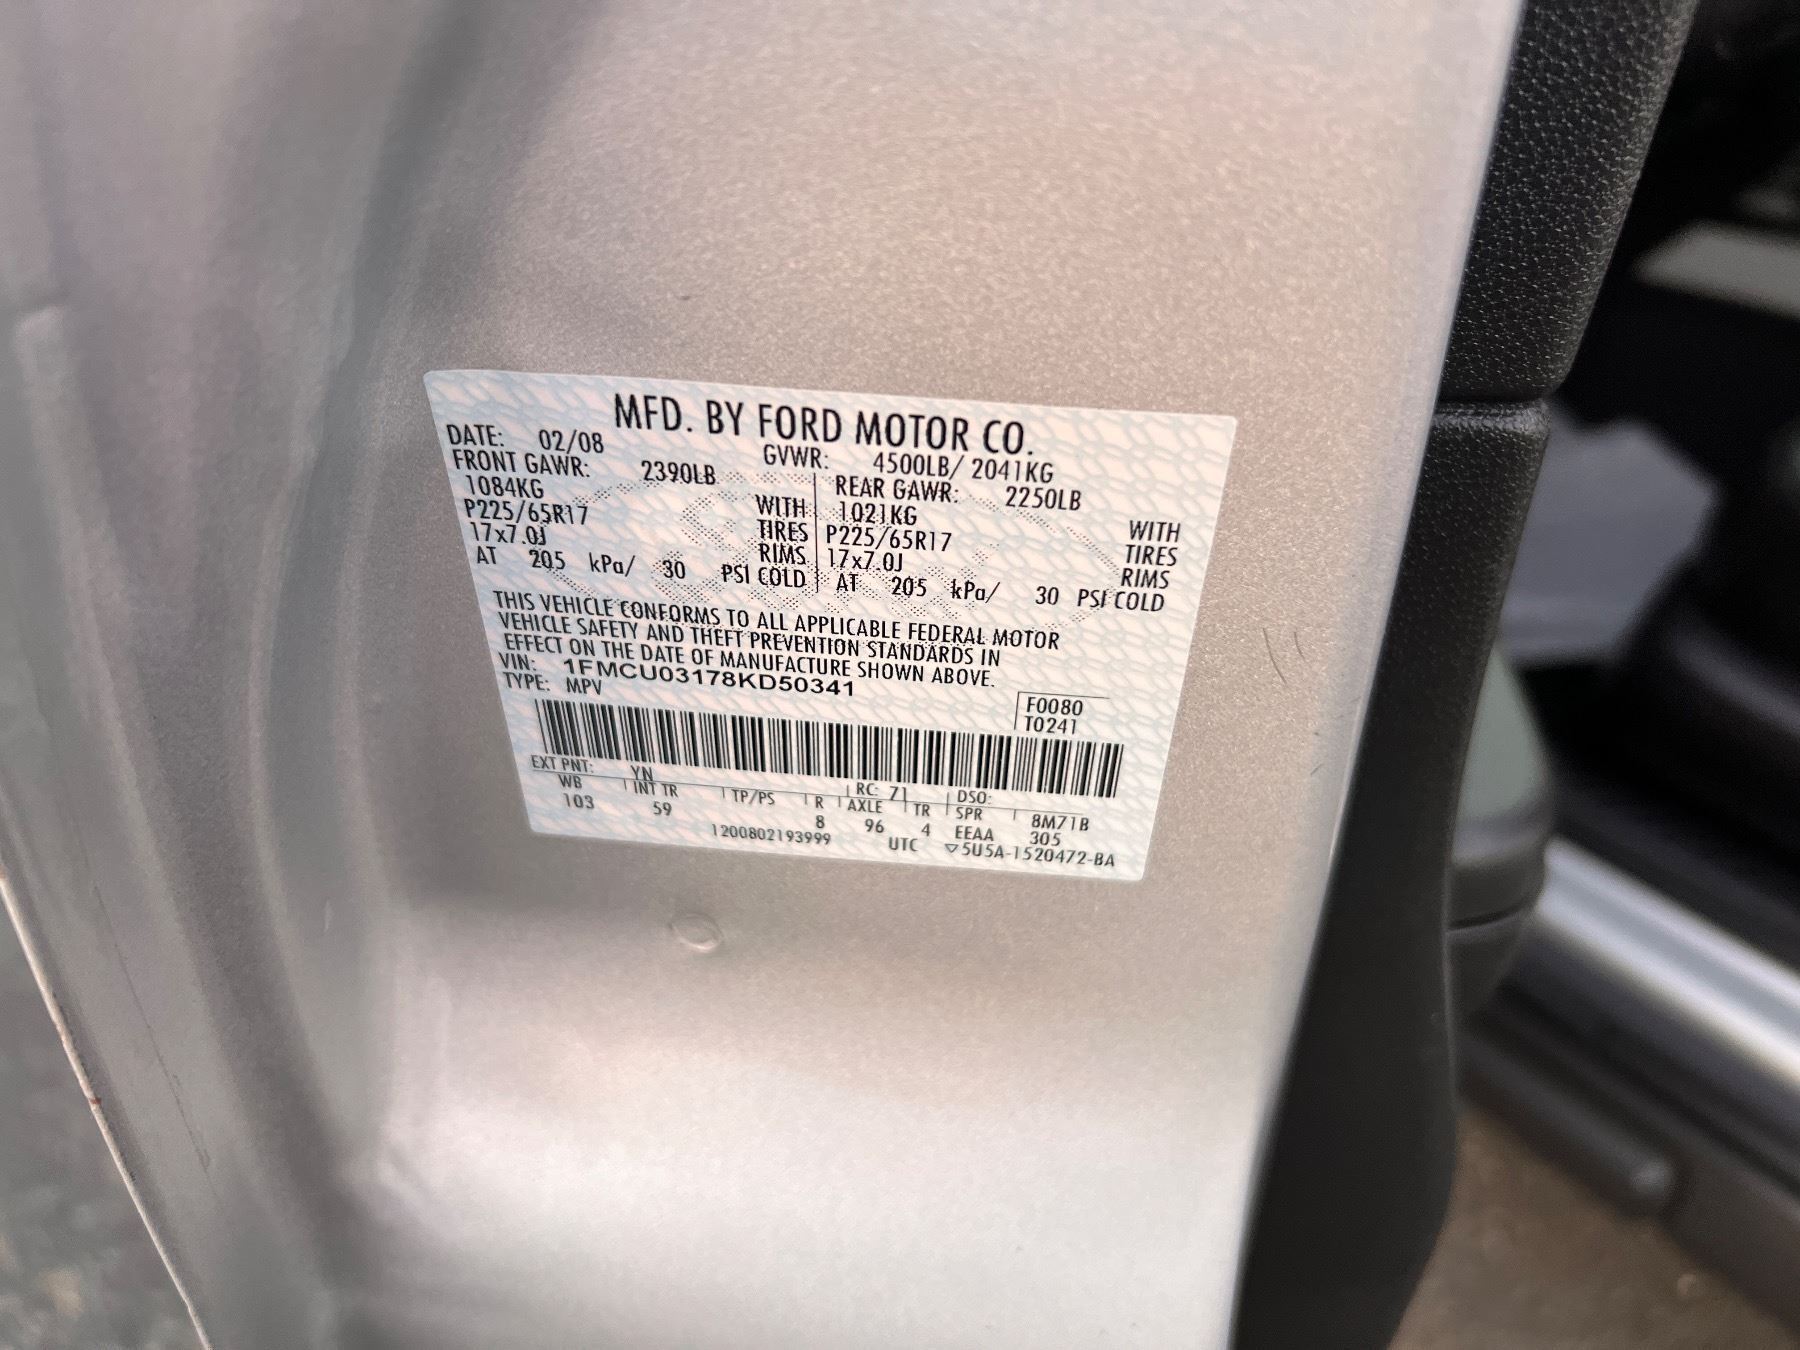 MFD. BY FORD MOTOR CO.
DATE: 02/08 GVWR: 4500LB/ 2041KG
FRONT GAWR: 2390LB REAR GAWR: 2250LB
1084KG WITH 1021KG WITH
P225/65R17 TIRES P225/65R17 TIRES
17x7.0J RIMS 17x7.0J RIMS
AT 205 kPa/ 30 PSI COLD AT 205 kPa/ 30 PSI COLD
THIS VEHICLE CONFORMS TO ALL APPLICABLE FEDERAL MOTOR
VEHICLE SAFETY AND THEFT PREVENTION STANDARDS IN
EFFECT ON THE DATE OF MANUFACTURE SHOWN ABOVE.
VIN: 1FMCU03178KD50341
TYPE: MPV
F0080
T0241
EXT PNT: YN RC: 71 DSO:
WB INT TR TP/PS R AXLE TR SPR 8M71B
103 59 8 96 4 EEAA 305
1200802193999 UTC ▽5U5A-1520472-BA